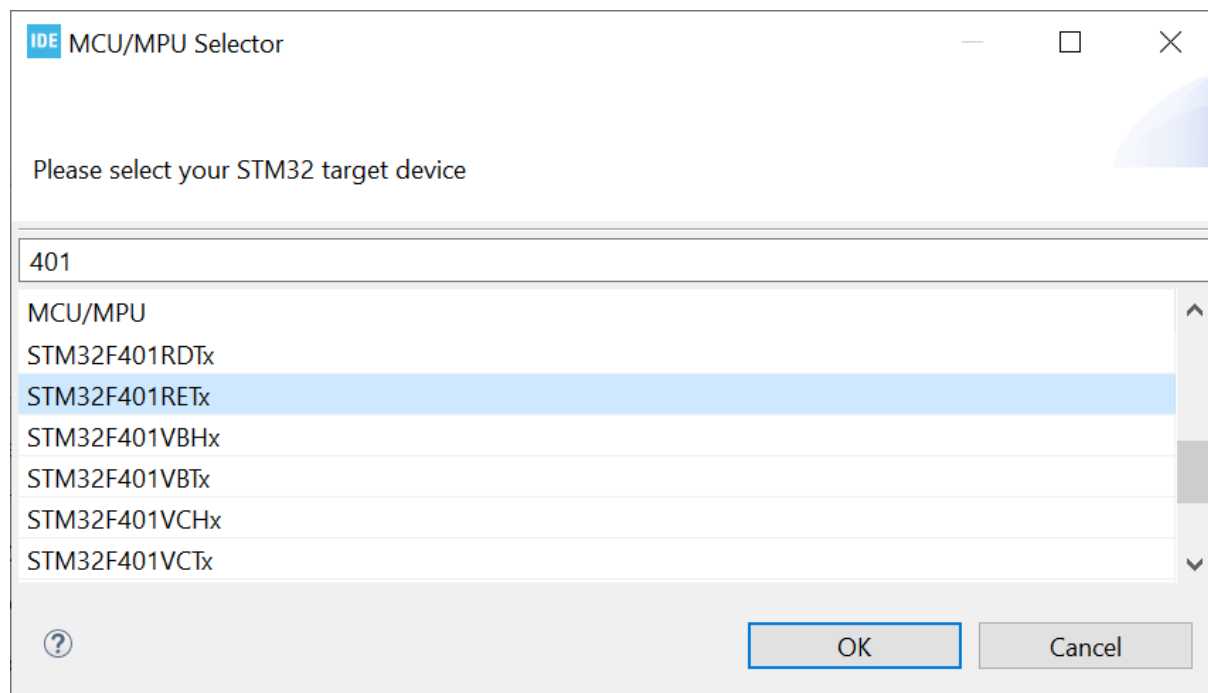 IDE MCU/MPU Selector
Please select your STM32 target device
401
MCU/MPU
STM32F401RDTx
STM32F401RETx
STM32F401VBHx
STM32F401VBTx
STM32F401VCHx
STM32F401VCTx
? OK Cancel